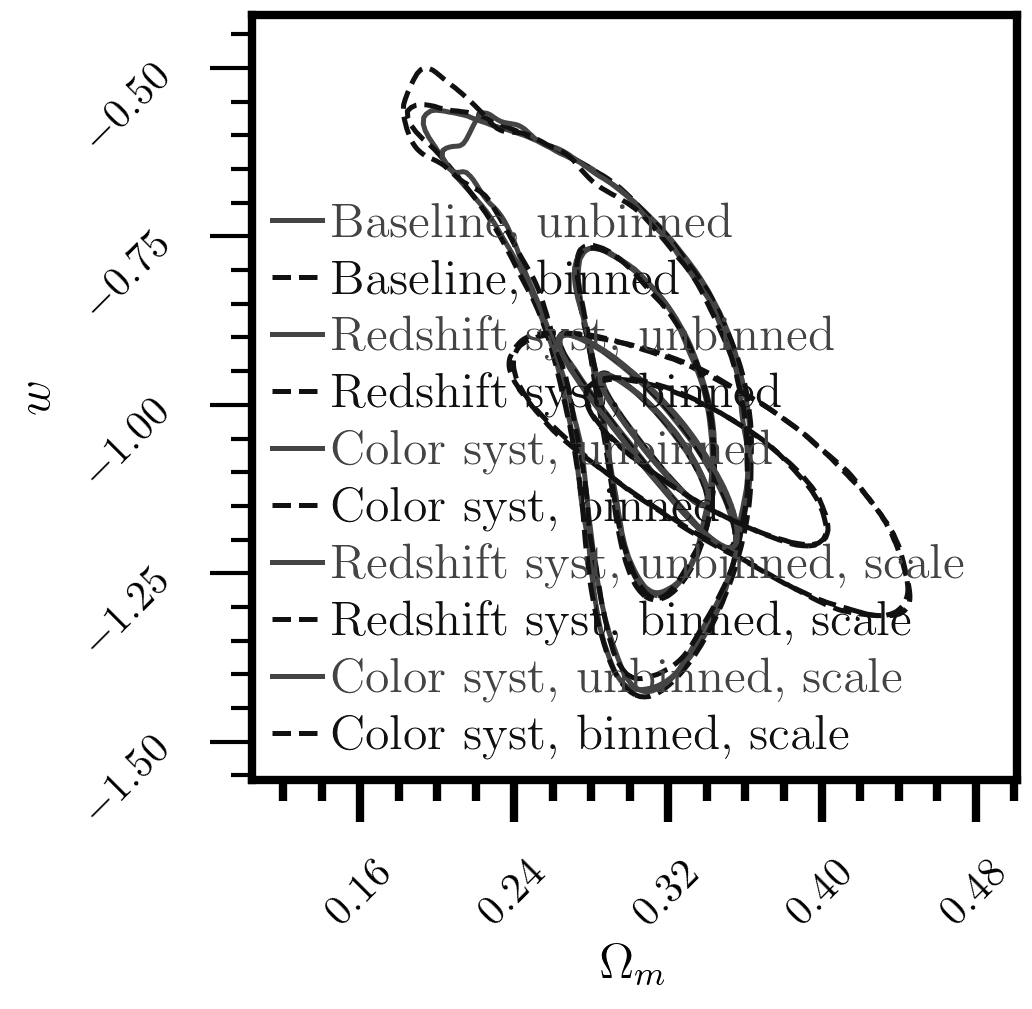 −0.50
−0.75
−1.00
−1.25
−1.50
w
Baseline, unbinned
Baseline, binned
Redshift syst, unbinned
Redshift syst, binned
Color syst, unbinned
Color syst, binned
Redshift syst, unbinned, scale
Redshift syst, binned, scale
Color syst, unbinned, scale
Color syst, binned, scale
0.16
0.24
0.32
0.40
0.48
Ωₘ